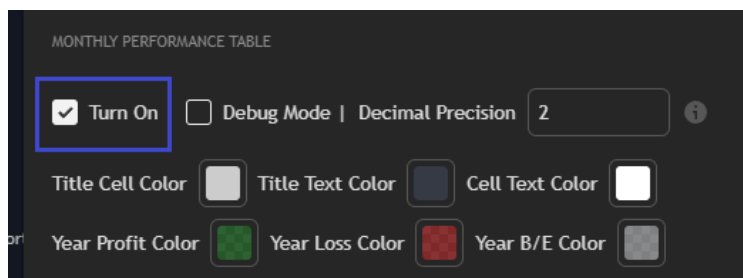 MONTHLY PERFORMANCE TABLE
Turn On Debug Mode | Decimal Precision 2
Title Cell Color Title Text Color Cell Text Color
ort
Year Profit Color Year Loss Color Year B/E Color